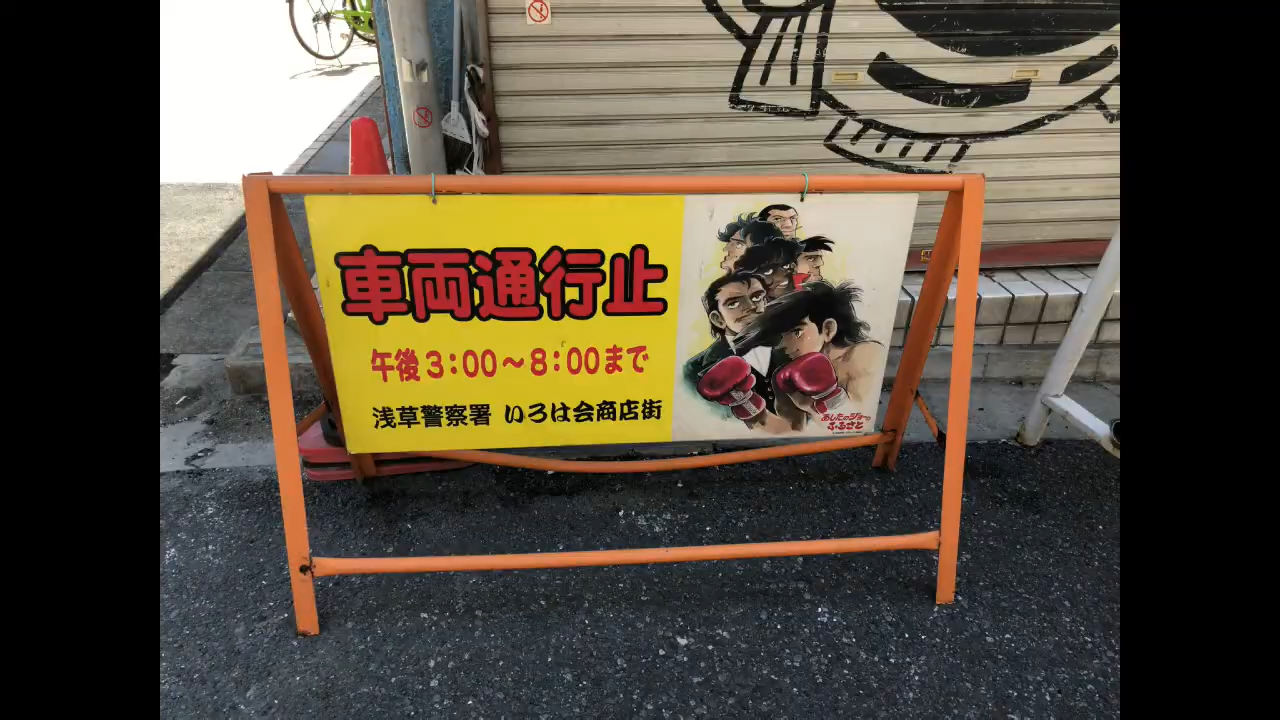 車両通行止
午後3:00～8:00まで
浅草警察署 いろは会商店街
あしたのジョーの
ふるさと